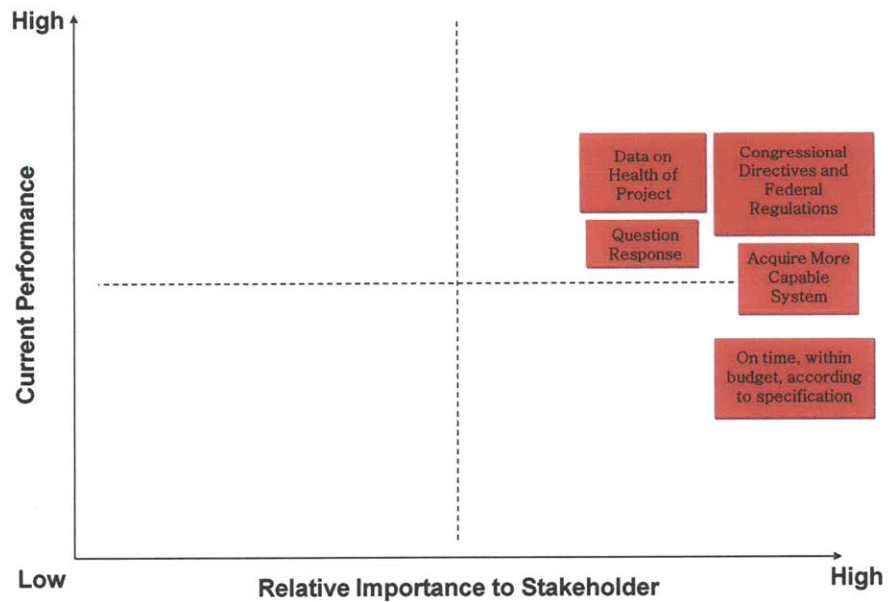 High
Current Performance
Data on
Health of
Project
Congressional
Directives and
Federal
Regulations
Question
Response
Acquire More
Capable
System
On time, within
budget, according
to specification
Low
Relative Importance to Stakeholder
High